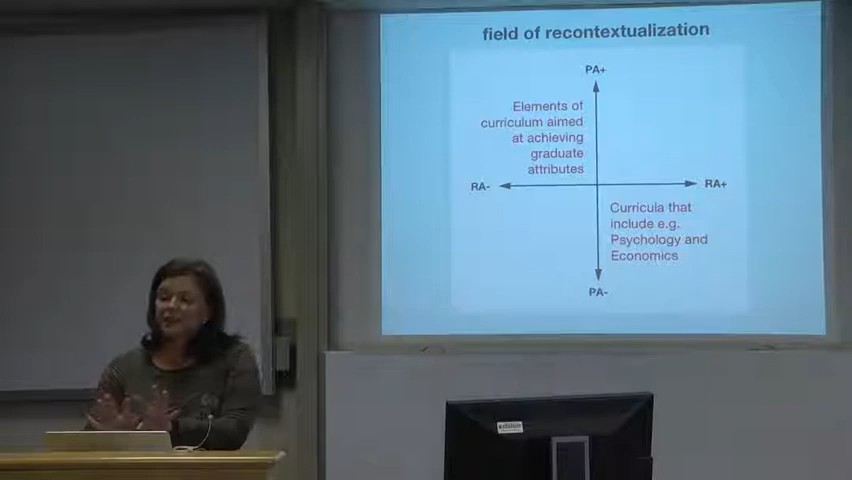 field of recontextualization
PA+
Elements of
curriculum aimed
at achieving
graduate
attributes
RA-
RA+
Curricula that
include e.g.
Psychology and
Economics
PA-